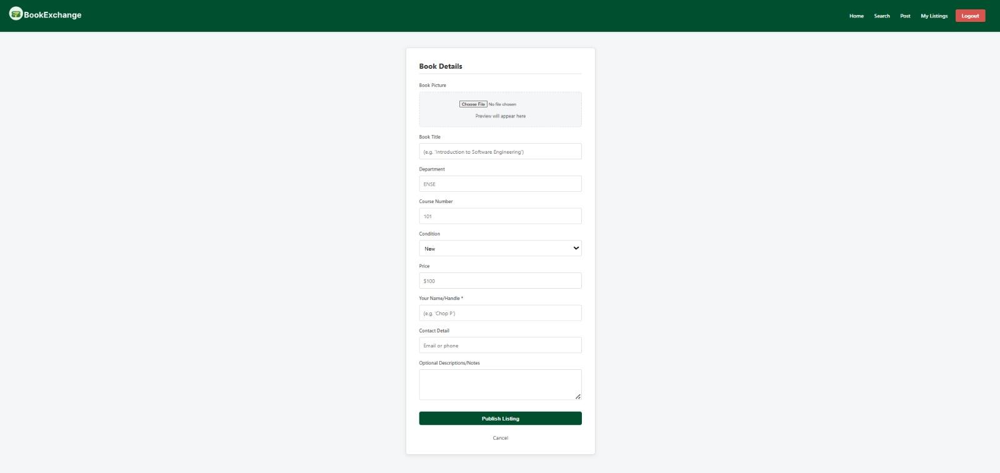 BookExchange
Home Search Post My Listings Logout
Book Details
Book Picture
Choose File No file chosen
Preview will appear here
Book Title
(e.g. 'Introduction to Software Engineering')
Department
ENSE
Course Number
101
Condition
New
Price
$100
Your Name/Handle *
(e.g. 'Chop P')
Contact Detail
Email or phone
Optional Descriptions/Notes
Publish Listing
Cancel